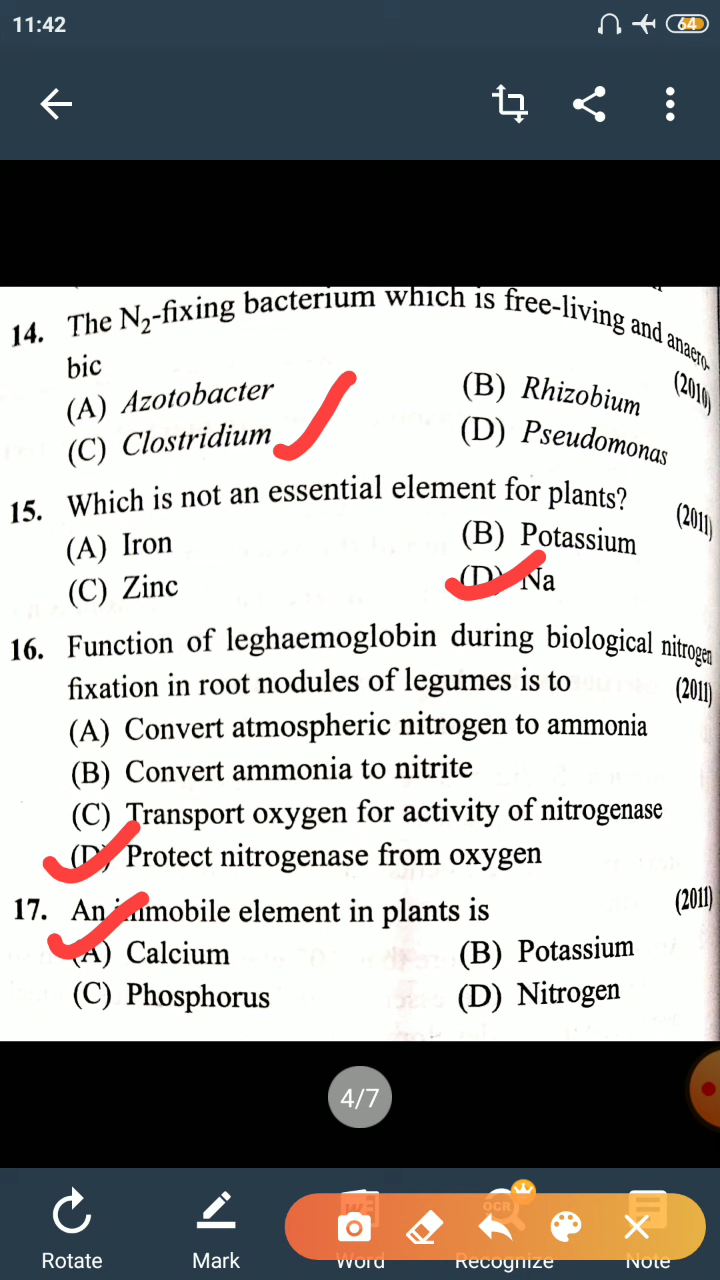 11:42
64
14. The N₂-fixing bacterium which is free-living and anaero-
bic (2010)
(A) Azotobacter (B) Rhizobium
(C) Clostridium (D) Pseudomonas
15. Which is not an essential element for plants? (2011)
(A) Iron (B) Potassium
(C) Zinc (D) Na
16. Function of leghaemoglobin during biological nitrogen
fixation in root nodules of legumes is to (2011)
(A) Convert atmospheric nitrogen to ammonia
(B) Convert ammonia to nitrite
(C) Transport oxygen for activity of nitrogenase
(D) Protect nitrogenase from oxygen
17. An immobile element in plants is (2011)
(A) Calcium (B) Potassium
(C) Phosphorus (D) Nitrogen
4/7
OCR
Rotate Mark Word Recognize Note